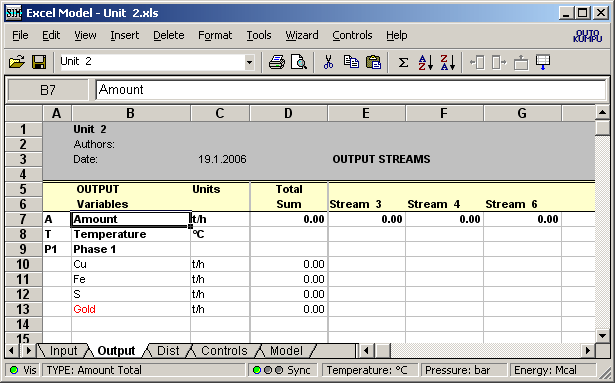 Excel Model - Unit 2.xls
File Edit View Insert Delete Format Tools Wizard Controls Help
OUTO
KUMPU
Unit 2
B7 Amount
A B C D E F G
1 Unit 2
2 Authors:
3 Date: 19.1.2006 OUTPUT STREAMS
4
5 OUTPUT Units Total
6 Variables Sum Stream 3 Stream 4 Stream 6
7 A Amount t/h 0.00 0.00 0.00 0.00
8 T Temperature °C
9 P1 Phase 1
10 Cu t/h 0.00
11 Fe t/h 0.00
12 S t/h 0.00
13 Gold t/h 0.00
14
15
Input Output Dist Controls Model
Vis TYPE: Amount Total Sync Temperature: °C Pressure: bar Energy: Mcal